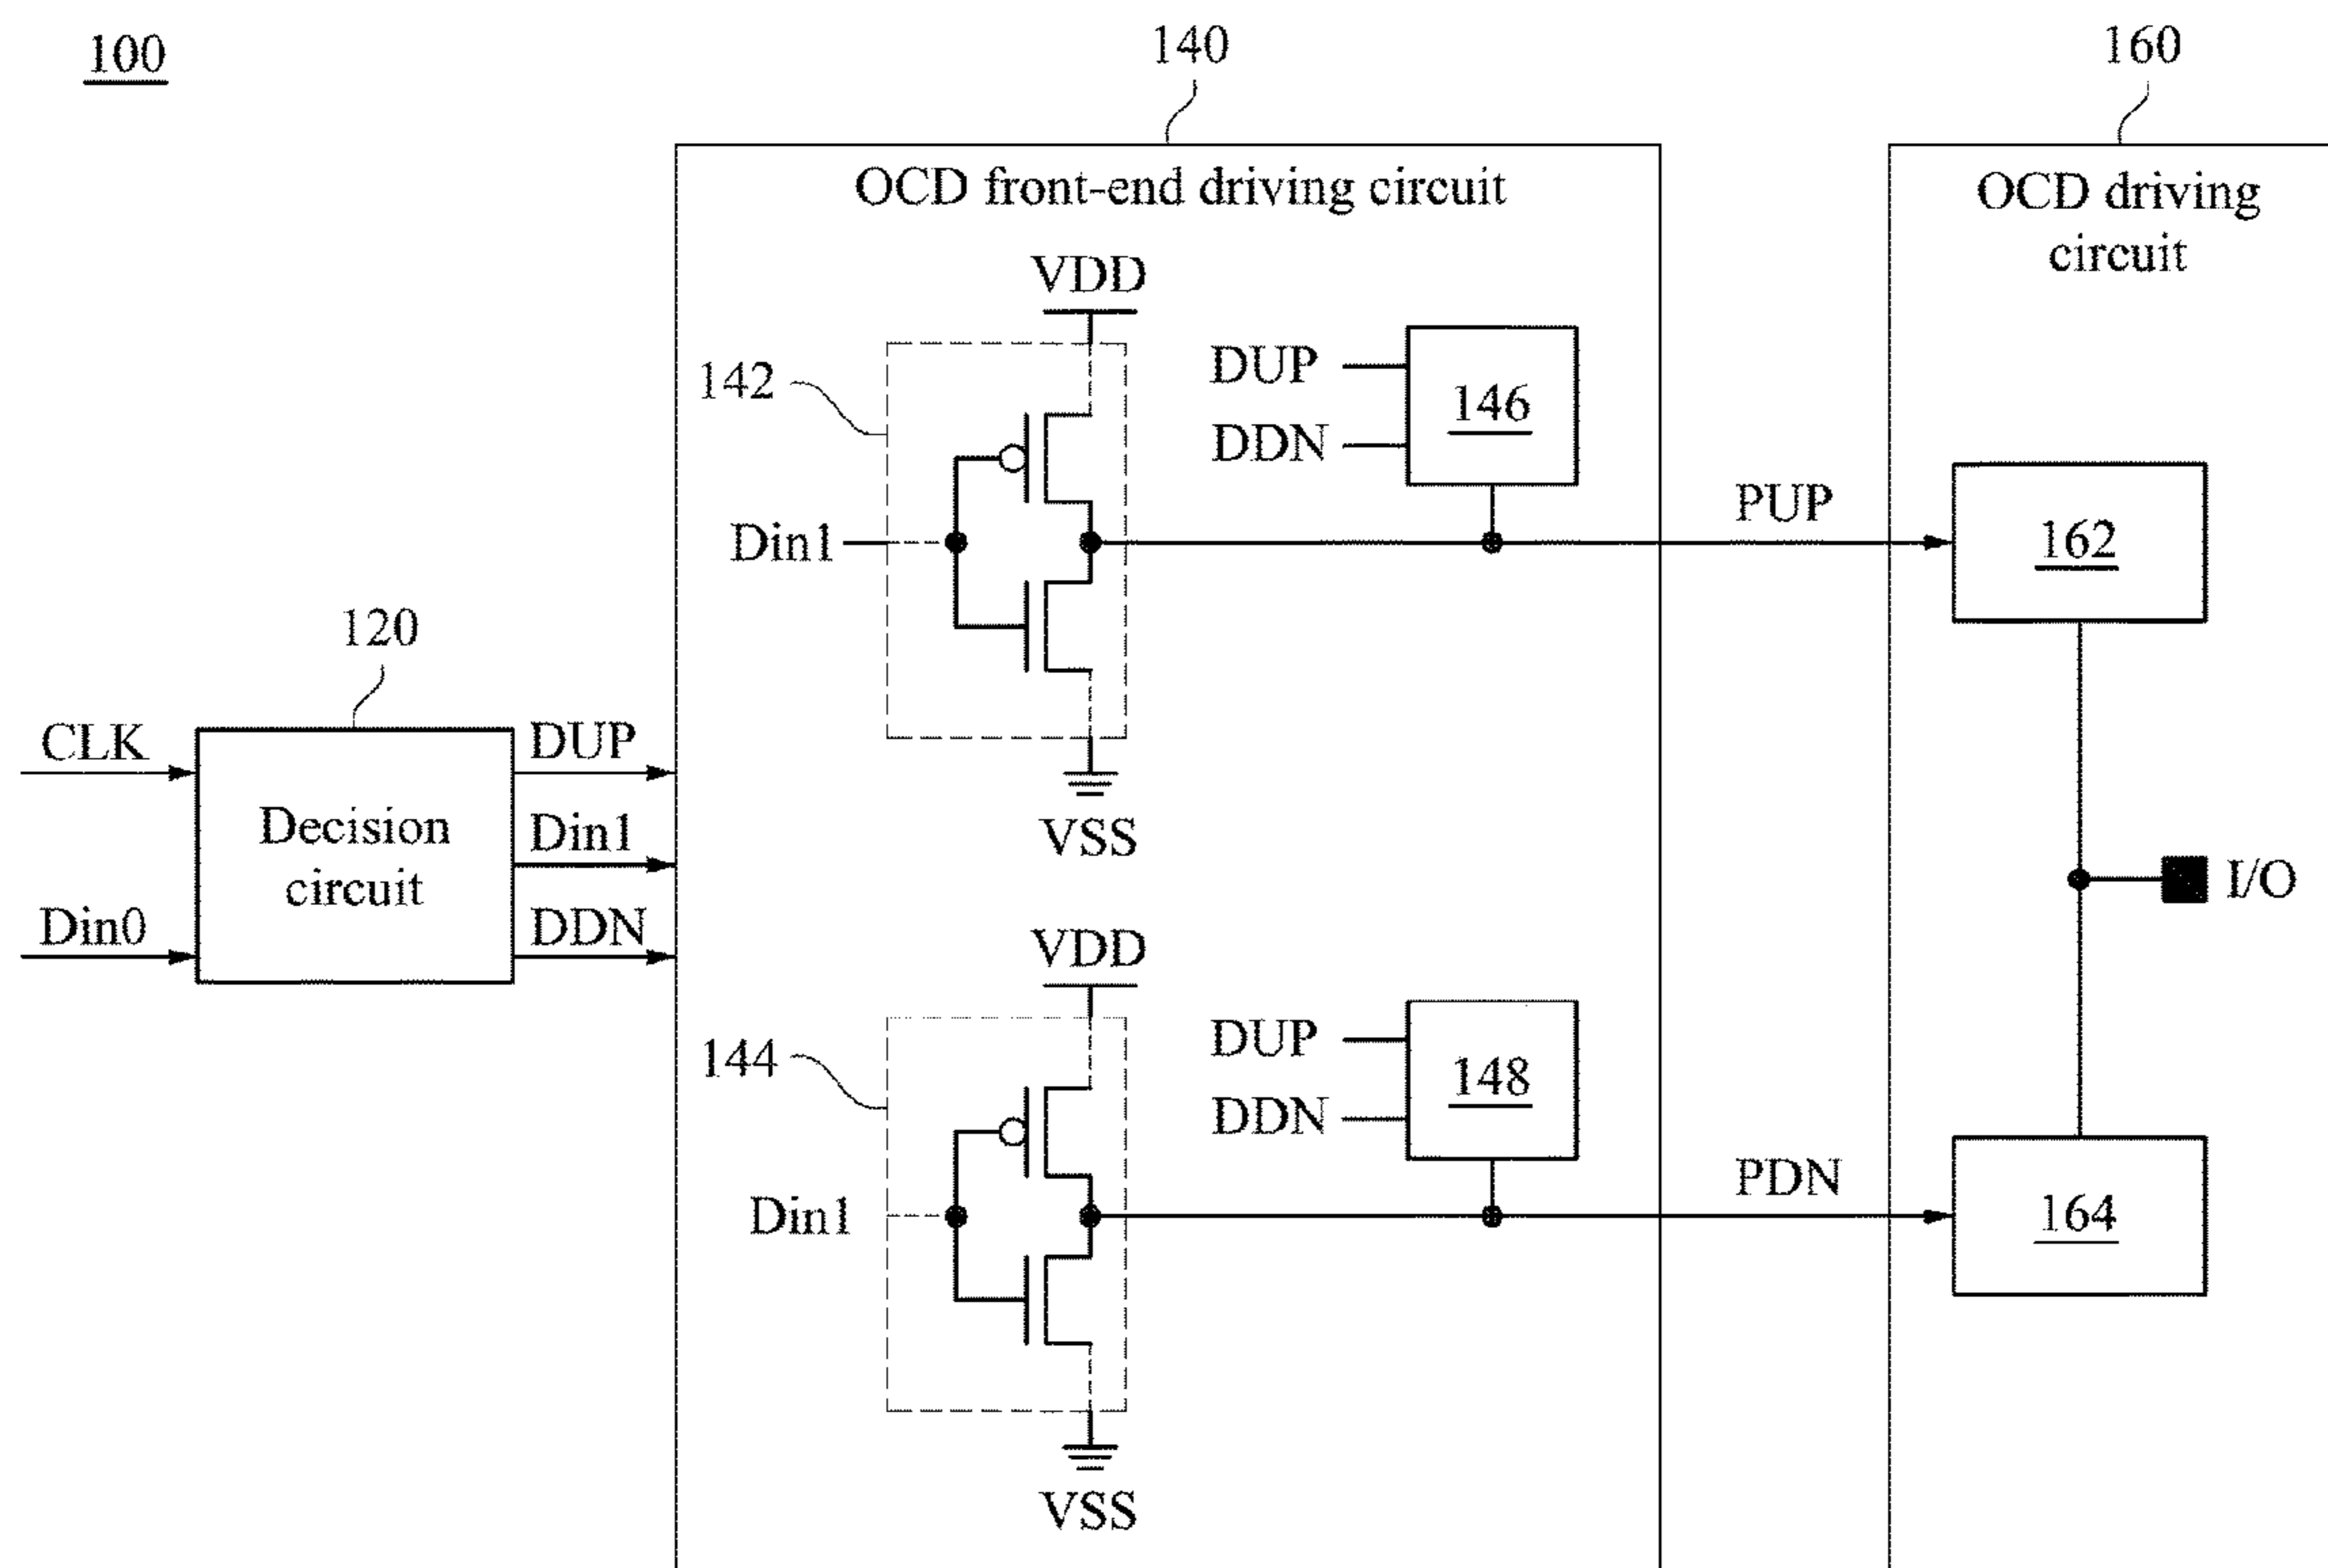 100
140
160
OCD front-end driving circuit
OCD driving
circuit
VDD
142
DUP
146
DDN
Din1
PUP
162
VSS
120
CLK
DUP
Decision
circuit
Din1
Din0
DDN
I/O
VDD
144
DUP
148
DDN
Din1
PDN
164
VSS